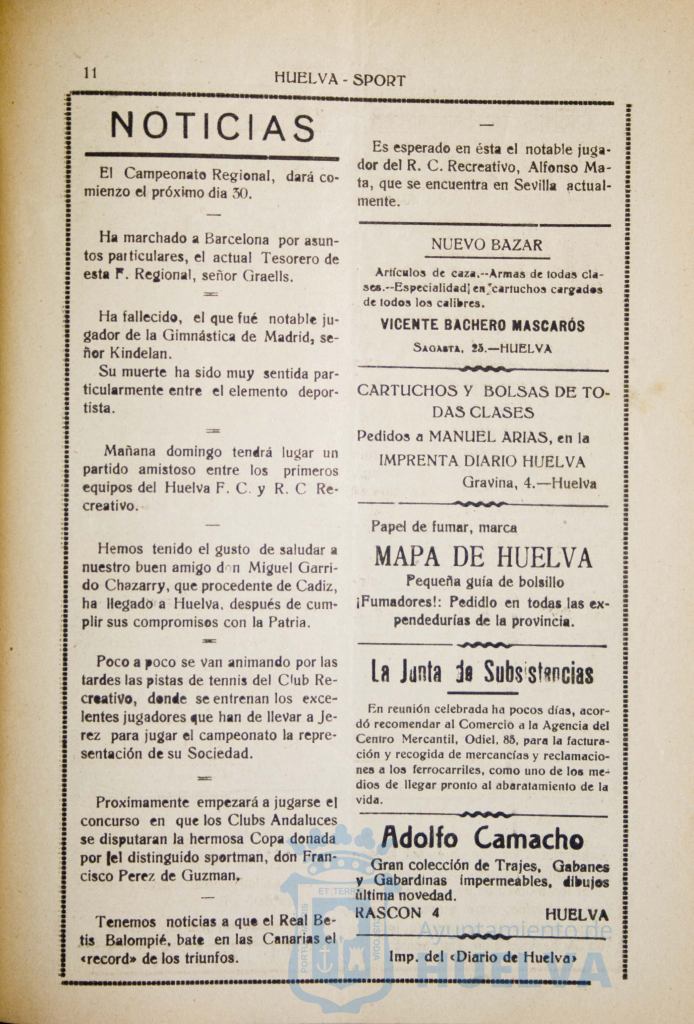 11
HUELVA - SPORT
NOTICIAS
El Campeonato Regional, dará co-
mienzo el próximo dia 30.
Ha marchado a Barcelona por asun-
tos particulares, el actual Tesorero de
esta F. Regional, señor Graells.
Ha fallecido, el que fué notable ju-
gador de la Gimnástica de Madrid, se-
ñor Kindelan.
Su muerte ha sido muy sentida par-
ticularmente entre el elemento depor-
tista.
Mañana domingo tendrá lugar un
partido amistoso entre los primeros
equipos del Huelva F. C. y R. C Re-
creativo.
Hemos tenido el gusto de saludar a
nuestro buen amigo don Miguel Garri-
do Chazarry, que procedente de Cadiz,
ha llegado a Huelva, después de cum-
plir sus compromisos con la Patria.
Poco a poco se van animando por las
tardes las pistas de tennis del Club Re-
creativo, donde se entrenan los exce-
lentes jugadores que han de llevar a Je-
rez para jugar el campeonato la repre-
sentación de su Sociedad.
Proximamente empezará a jugarse el
concurso en que los Clubs Andaluces
se disputaran la hermosa Copa donada
por [el distinguido sportman, don Fran-
cisco Perez de Guzman,
Tenemos noticias a que el Real Be-
tis Balompié, bate en las Canarias el
«record» de los triunfos.
Es esperado en ésta el notable juga-
dor del R. C. Recreativo, Alfonso Ma-
ta, que se encuentra en Sevilla actual-
mente.
NUEVO BAZAR
Artículos de caza.--Armas de todas cla-
ses.--Especialidad en cartuchos cargados
de todos los calibres.
VICENTE BACHERO MASCARÓS
SAGASTA, 25.—HUELVA
CARTUCHOS Y BOLSAS DE TO-
DAS CLASES
Pedidos a MANUEL ARIAS, en la
IMPRENTA DIARIO HUELVA
Gravina, 4.—Huelva
Papel de fumar, marca
MAPA DE HUELVA
Pequeña guía de bolsillo
¡Fumadores!: Pedidlo en todas las ex-
pendedurías de la provincia.
La Junta de Subsistencias
En reunión celebrada ha pocos días, acor-
dó recomendar al Comercio a la Agencia del
Centro Mercantil, Odiel, 85, para la factura-
ción y recogida de mercancías y reclamacio-
nes a los ferrocarriles, como uno de los me-
dios de llegar pronto al abaratamiento de la
vida.
Adolfo Camacho
Gran colección de Trajes, Gabanes
y Gabardinas impermeables, dibujos
última novedad.
RASCON 4 HUELVA
Imp. del «Diario de Huelva»
Ayuntamiento de
HUELVA